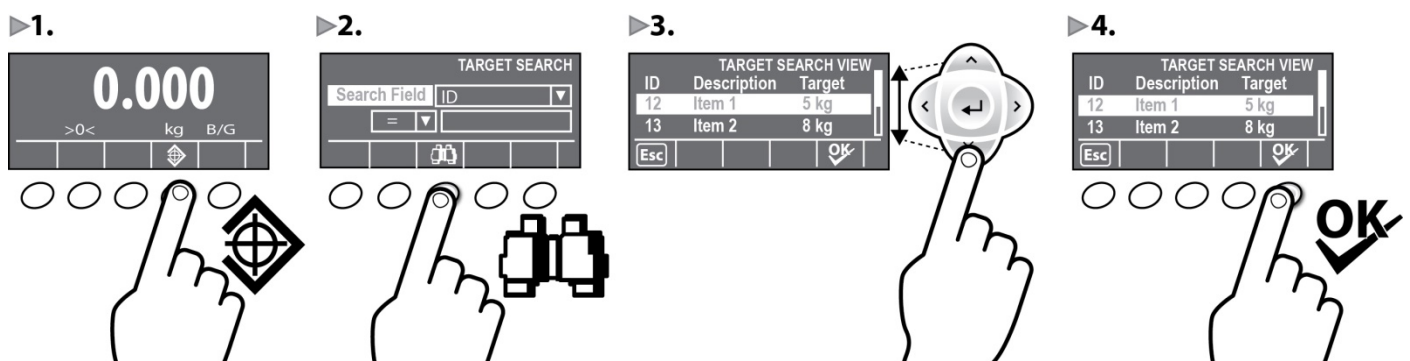 1.
0.000
>0< kg B/G
2.
TARGET SEARCH
Search Field ID
=
3.
TARGET SEARCH VIEW
ID Description Target
12 Item 1 5 kg
13 Item 2 8 kg
Esc OK
4.
TARGET SEARCH VIEW
ID Description Target
12 Item 1 5 kg
13 Item 2 8 kg
Esc OK
OK